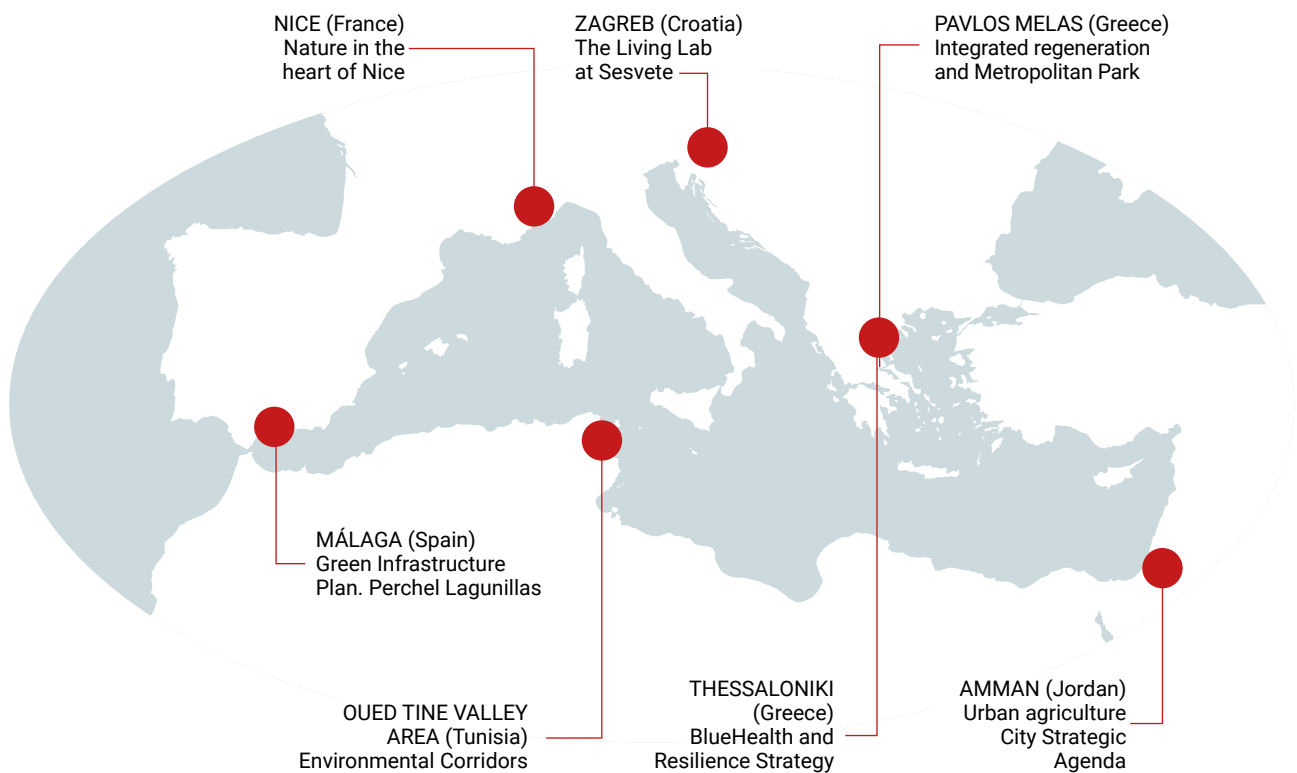 NICE (France)
Nature in the
heart of Nice
ZAGREB (Croatia)
The Living Lab
at Sesvete
PAVLOS MELAS (Greece)
Integrated regeneration
and Metropolitan Park
MÁLAGA (Spain)
Green Infrastructure
Plan. Perchel Lagunillas
OUED TINE VALLEY
AREA (Tunisia)
Environmental Corridors
THESSALONIKI
(Greece)
BlueHealth and
Resilience Strategy
AMMAN (Jordan)
Urban agriculture
City Strategic
Agenda